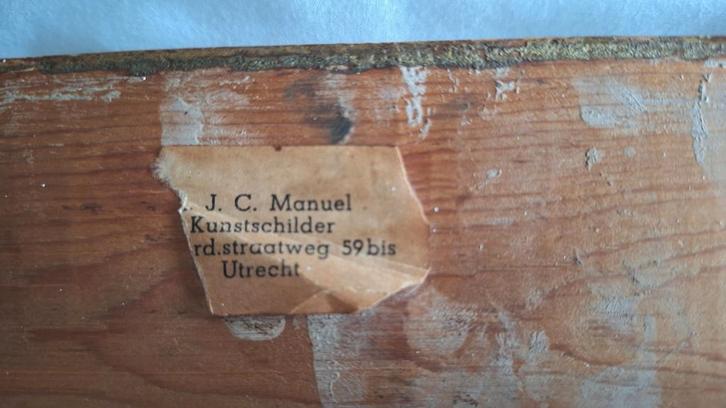 . J. C. Manuel
Kunstschilder
rd.straatweg 59bis
Utrecht